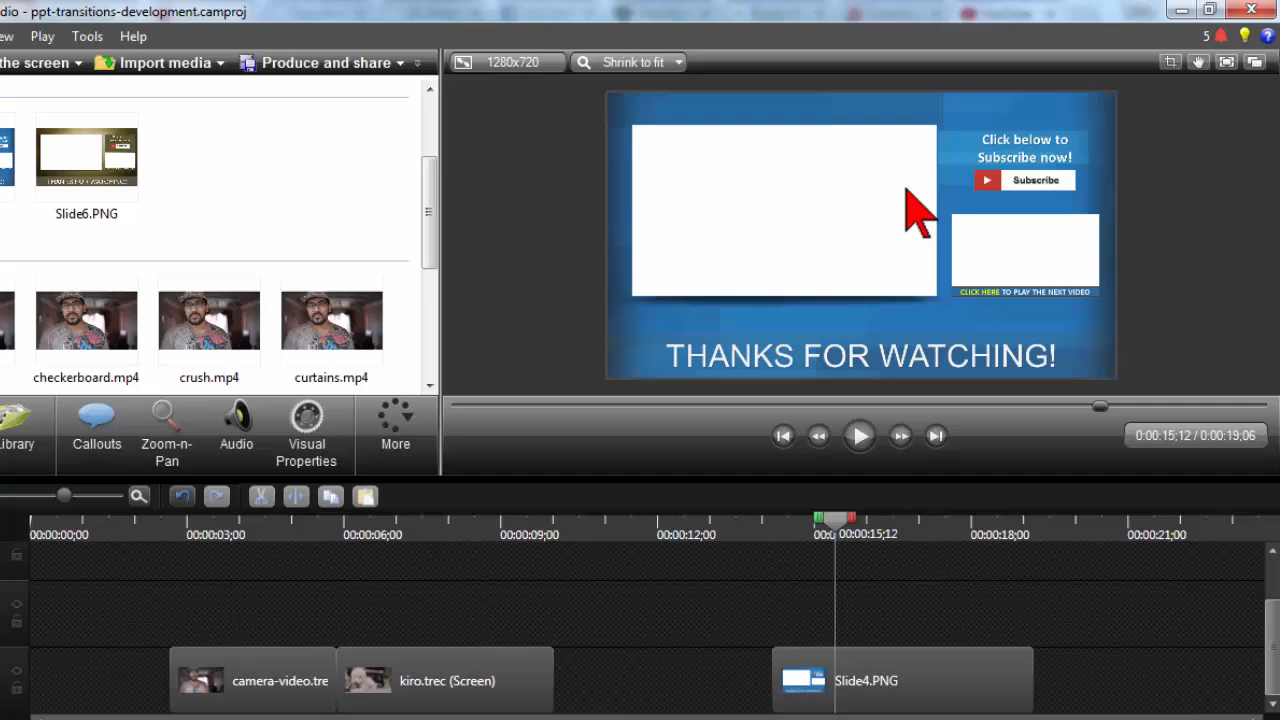 dio - ppt-transitions-development.camproj
ew Play Tools Help
5
the screen Import media Produce and share
1280x720 Shrink to fit
Slide6.PNG
checkerboard.mp4 crush.mp4 curtains.mp4
Click below to
Subscribe now!
Subscribe
CLICK HERE TO PLAY THE NEXT VIDEO
THANKS FOR WATCHING!
ibrary Callouts Zoom-n-
Pan Audio Visual
Properties More
0:00:15;12 / 0:00:19;06
00:00:00;00 00:00:03;00 00:00:06;00 00:00:09;00 00:00:12;00 00:0 00:00:15;12 00:00:18;00 00:00:21;00
camera-video.tre kiro.trec (Screen) Slide4.PNG